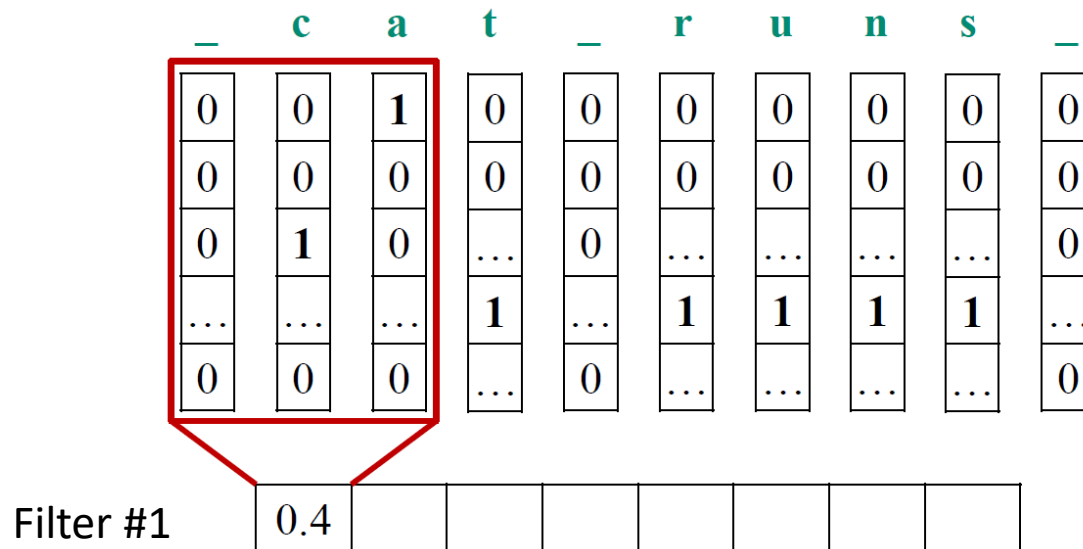 _ c a t _ r u n s _
0 0 1 0 0 0 0 0 0 0
0 0 0 0 0 0 0 0 0 0
0 1 0 ... 0 ... ... ... ... 0
... ... ... 1 ... 1 1 1 1 ...
0 0 0 ... 0 ... ... ... ... 0
Filter #1 0.4